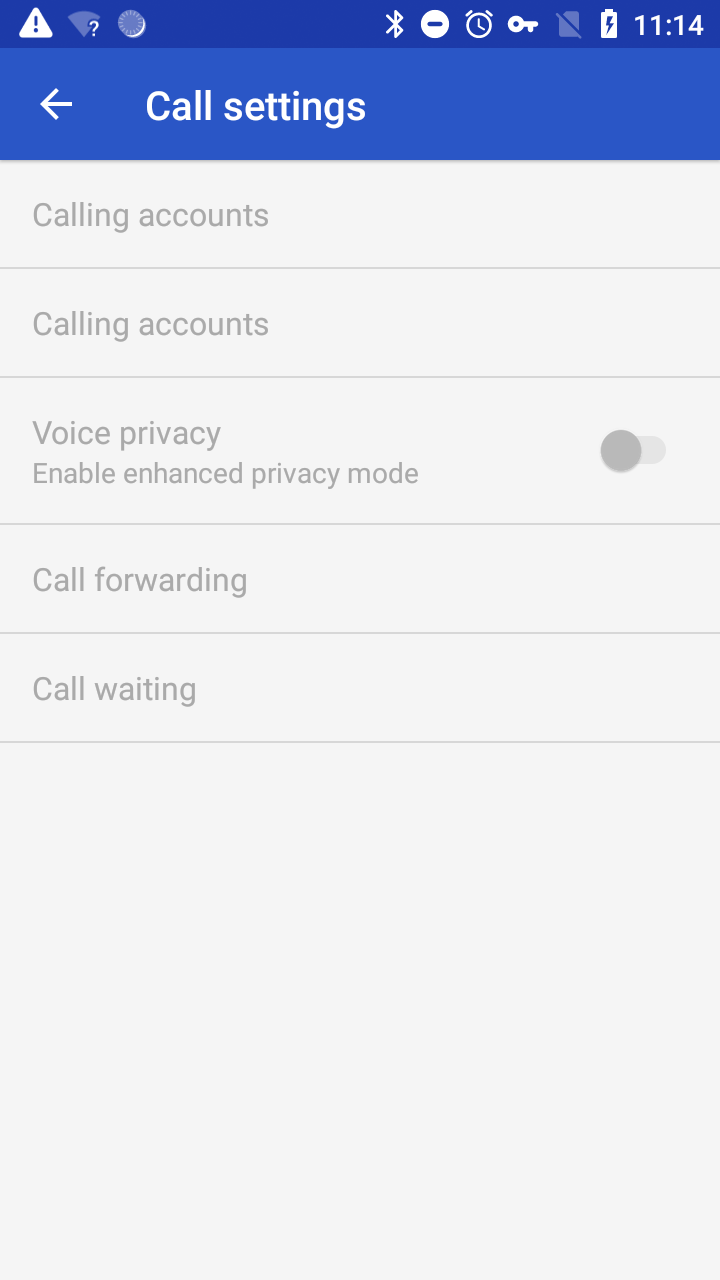 11:14
Call settings
Calling accounts
Calling accounts
Voice privacy
Enable enhanced privacy mode
Call forwarding
Call waiting